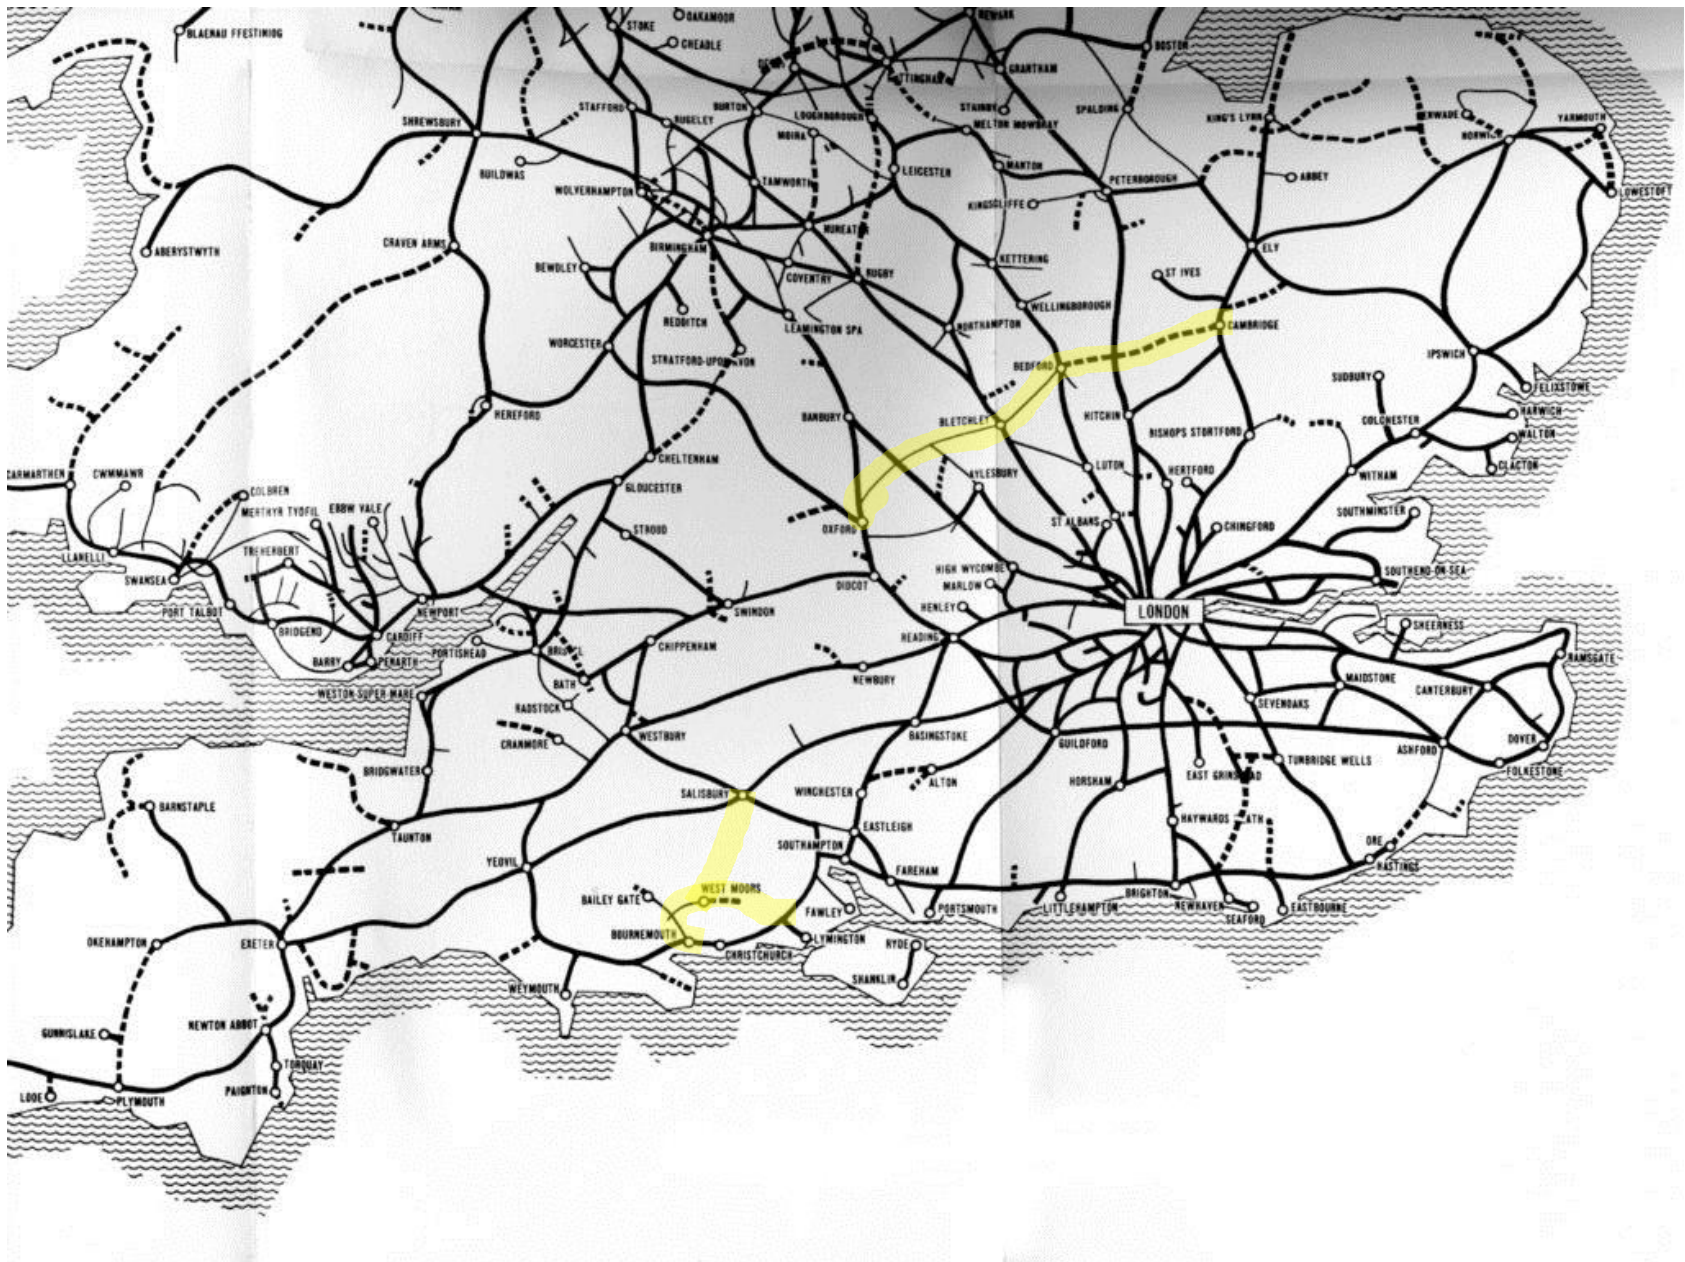 BLAENAU FFESTINIOG
STOKE
OAKAMOOR
CHEADLE
NEWARK
BOSTON
GRANTHAM
STAFFORD
BURTON
LOUGHBOROUGH
STAINBY
SPALDING
KING'S LYNN
YARMOUTH
SHREWSBURY
RUGELEY
MOIRA
MELTON MOWBRAY
BUILDWAS
TAMWORTH
LEICESTER
MANTON
PETERBOROUGH
ABBEY
LOWESTOFT
WOLVERHAMPTON
ABERYSTWYTH
CRAVEN ARMS
BIRMINGHAM
ELY
BEWDLEY
COVENTRY
RUGBY
KETTERING
ST IVES
REDDITCH
LEAMINGTON SPA
NORTHAMPTON
WELLINGBOROUGH
CAMBRIDGE
WORCESTER
BEDFORD
IPSWICH
SUDBURY
FELIXSTOWE
HEREFORD
BANBURY
BLETCHLEY
HITCHIN
BISHOPS STORTFORD
COLCHESTER
HARWICH
WALTON
CLACTON
CARMARTHEN
CWMMAWR
COLBREN
CHELTENHAM
AYLESBURY
LUTON
HERTFORD
WITHAM
MERTHYR TYDFIL
EBBW VALE
GLOUCESTER
STROUD
OXFORD
ST ALBANS
CHINGFORD
SOUTHMINSTER
LLANELLI
TREHERBERT
SWANSEA
DIDCOT
HIGH WYCOMBE
MARLOW
SOUTHEND-ON-SEA
PORT TALBOT
NEWPORT
SWINDON
HENLEY
LONDON
BRIDGEND
CARDIFF
SHEERNESS
READING
CHIPPENHAM
PORTISHEAD
BARRY
PENARTH
RAMSGATE
BATH
NEWBURY
WESTON-SUPER-MARE
MAIDSTONE
CANTERBURY
RADSTOCK
SEVENOAKS
CRANMORE
WESTBURY
BASINGSTOKE
GUILDFORD
ASHFORD
DOVER
BRIDGWATER
TUNBRIDGE WELLS
FOLKESTONE
ALTON
HORSHAM
BARNSTAPLE
SALISBURY
WINCHESTER
TAUNTON
EASTLEIGH
SOUTHAMPTON
ORE
HASTINGS
YEOVIL
FAREHAM
BAILEY GATE
WEST MOORS
FAWLEY
PORTSMOUTH
LITTLEHAMPTON
BRIGHTON
NEWHAVEN
SEAFORD
EASTBOURNE
OKEHAMPTON
EXETER
BOURNEMOUTH
CHRISTCHURCH
LYMINGTON
RYDE
SHANKLIN
WEYMOUTH
GUNNISLAKE
NEWTON ABBOT
TORQUAY
PAIGNTON
LOOE
PLYMOUTH